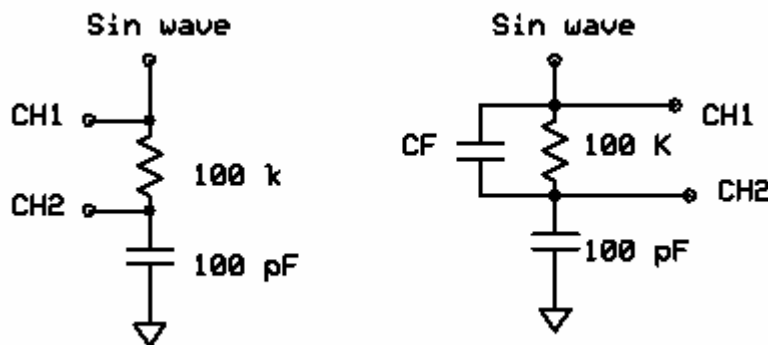 Sin wave
CH1
100 k
CH2
100 pF
Sin wave
CH1
CF
100 K
CH2
100 pF